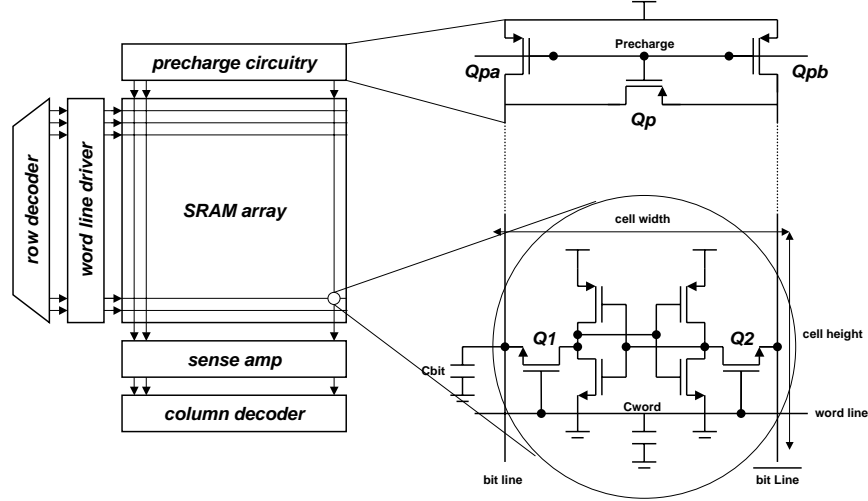 precharge circuitry
row decoder
word line driver
SRAM array
sense amp
column decoder
Precharge
Qpa
Qpb
Qp
cell width
cell height
Q1
Q2
Cbit
Cword
word line
bit line
bit Line